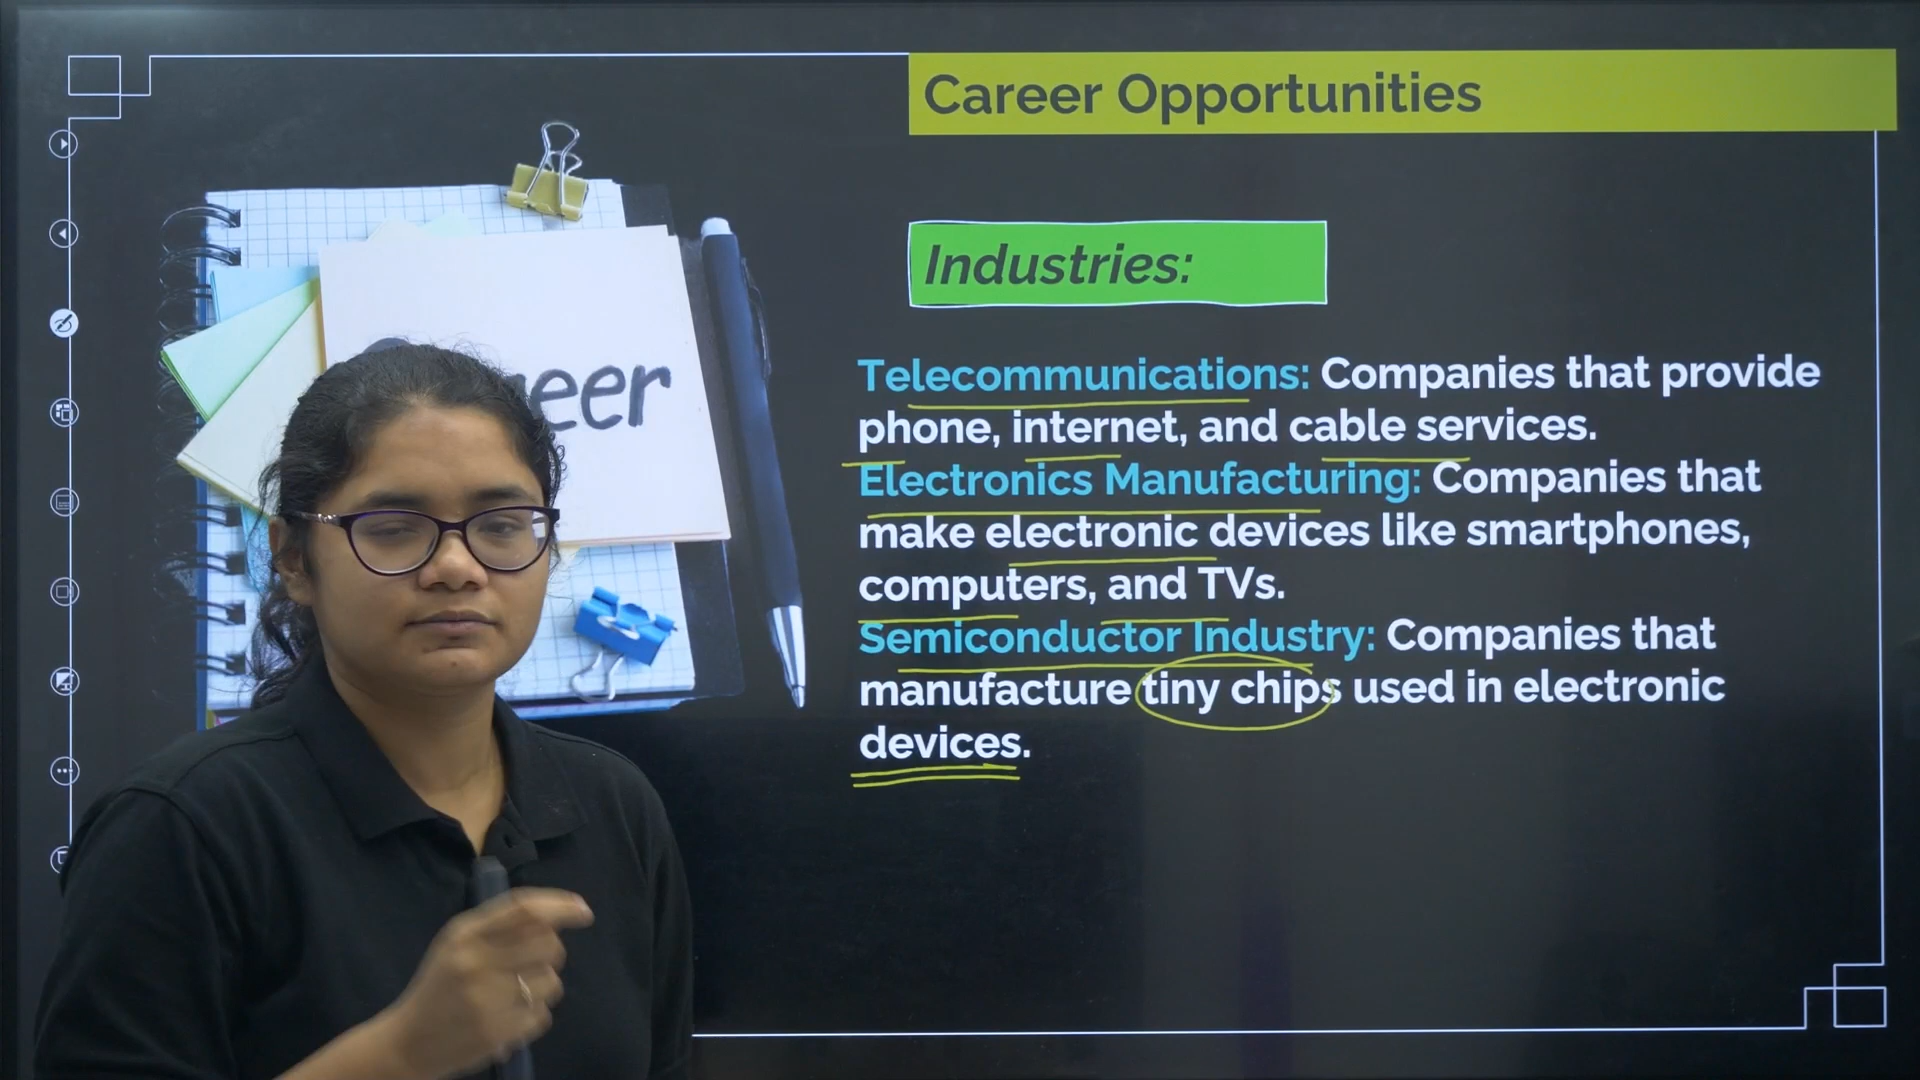 Career Opportunities
Industries:
reer
Telecommunications: Companies that provide
phone, internet, and cable services.
Electronics Manufacturing: Companies that
make electronic devices like smartphones,
computers, and TVs.
Semiconductor Industry: Companies that
manufacture tiny chips used in electronic
devices.